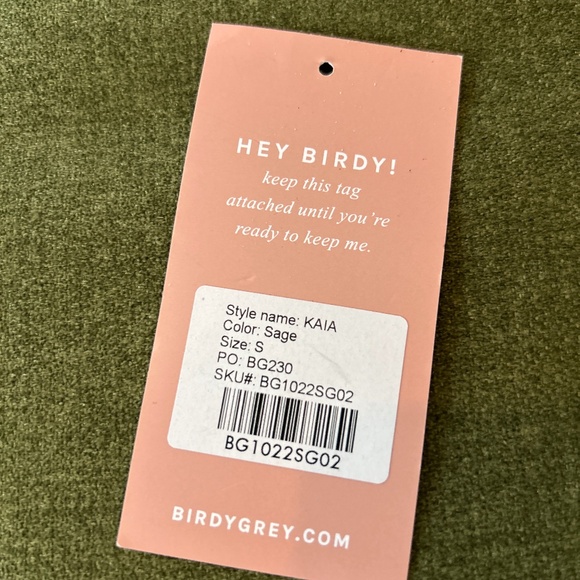 HEY BIRDY!
keep this tag
attached until you're
ready to keep me.
Style name: KAIA
Color: Sage
Size: S
PO: BG230
SKU#: BG1022SG02
BG1022SG02
BIRDYGREY.COM